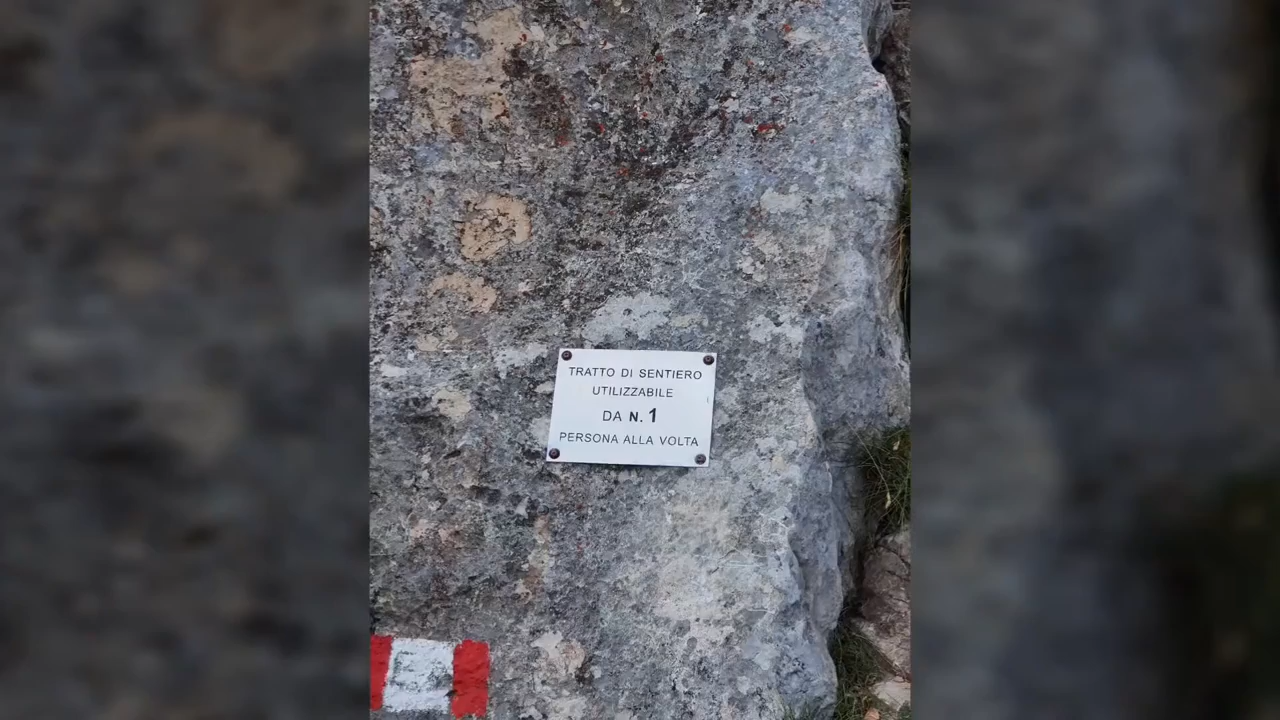 TRATTO DI SENTIERO
UTILIZZABILE
DA N. 1
PERSONA ALLA VOLTA